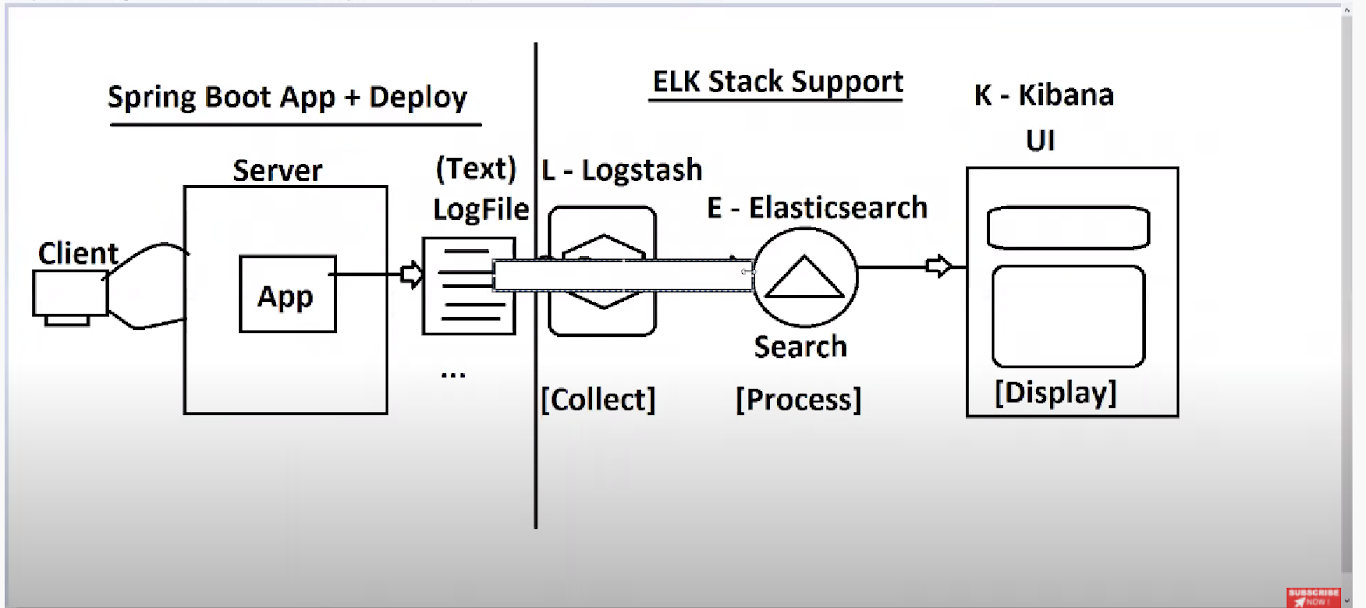 Spring Boot App + Deploy
ELK Stack Support
K - Kibana
UI
Server
(Text)
LogFile
L - Logstash
E - Elasticsearch
Client
App
...
Search
[Collect]
[Process]
[Display]
SUBSCRIBE
NOW!